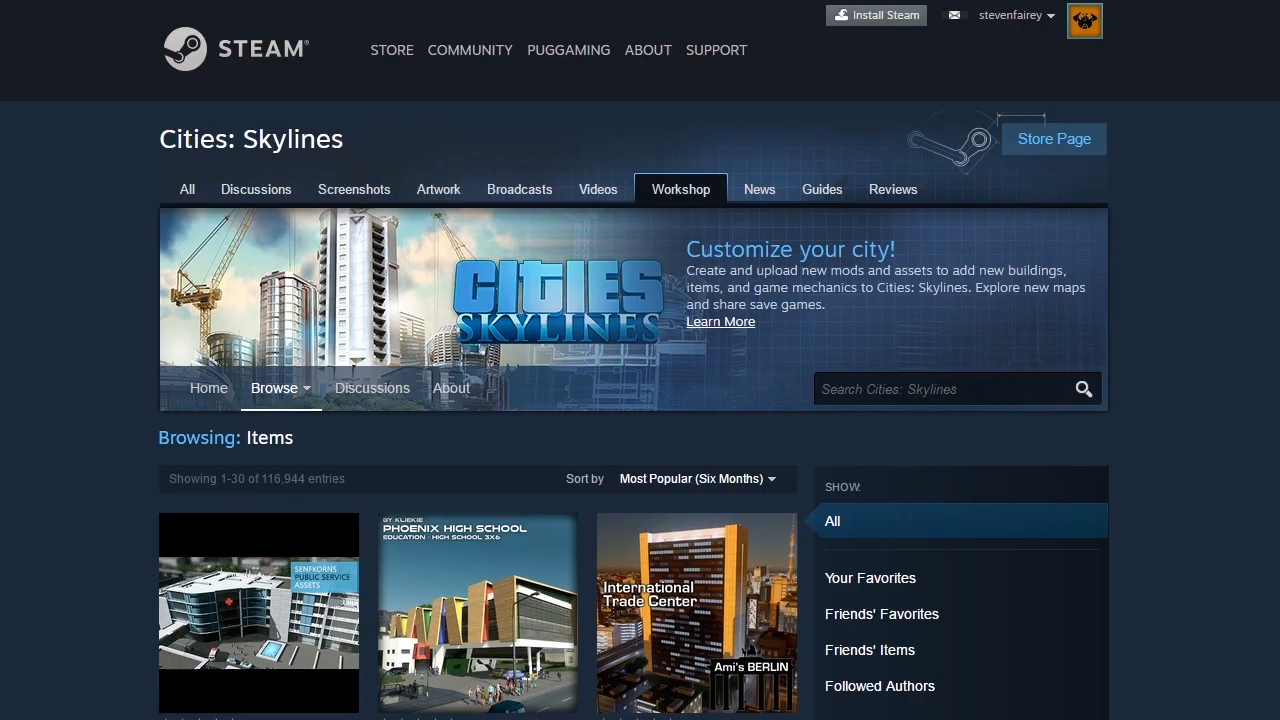 Install Steam
stevenfairey
STEAM®
STORE
COMMUNITY
PUGGAMING
ABOUT
SUPPORT
Cities: Skylines
Store Page
All
Discussions
Screenshots
Artwork
Broadcasts
Videos
Workshop
News
Guides
Reviews
CITIES
SKYLINES
Customize your city!
Create and upload new mods and assets to add new buildings,
items, and game mechanics to Cities: Skylines. Explore new maps
and share save games.
Learn More
Home
Browse
Discussions
About
Search Cities: Skylines
Browsing: Items
Showing 1-30 of 116,944 entries
Sort by
Most Popular (Six Months)
SENFKORNS
PUBLIC SERVICE
ASSETS
BY KLIEKIE
PHOENIX HIGH SCHOOL
EDUCATION - HIGH SCHOOL 3X6
International
Trade Center
Ami's BERLIN
SHOW:
All
Your Favorites
Friends' Favorites
Friends' Items
Followed Authors